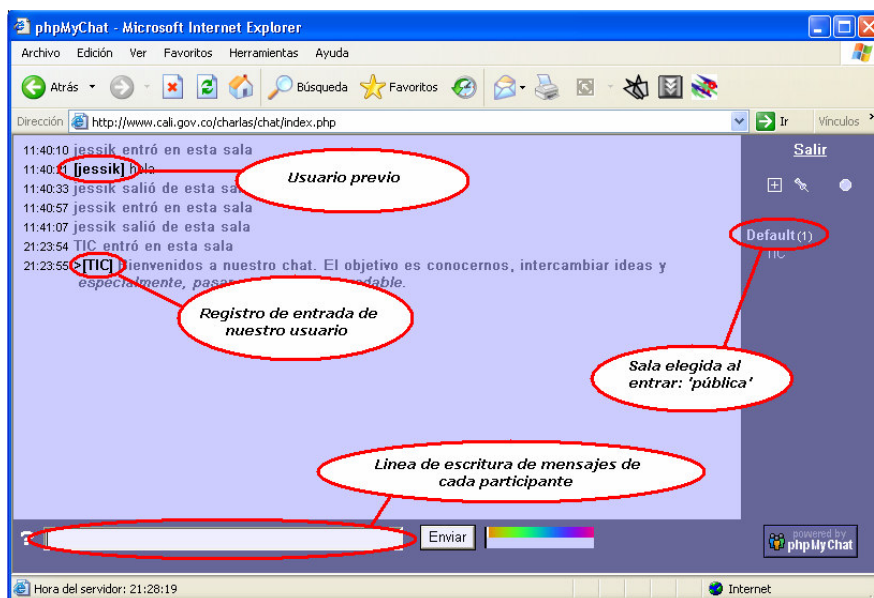 phpMyChat - Microsoft Internet Explorer
Archivo Edición Ver Favoritos Herramientas Ayuda
Atrás Búsqueda Favoritos
Dirección http://www.cali.gov.co/charlas/chat/index.php Ir Vínculos
11:40:10 jessik entró en esta sala
Salir
11:40:21 [jessik] hola
Usuario previo
11:40:33 jessik salió de esta sala
11:40:57 jessik entró en esta sala
11:41:07 jessik salió de esta sala
21:23:54 TIC entró en esta sala
Default(1)
TIC
21:23:55 >[TIC] Bienvenidos a nuestro chat. El objetivo es conocernos, intercambiar ideas y
especialmente, pasar
Registro de entrada de
nuestro usuario
Sala elegida al
entrar: 'pública'
Linea de escritura de mensajes de
cada participante
? Enviar
powered by
phpMyChat
Hora del servidor: 21:28:19 Internet